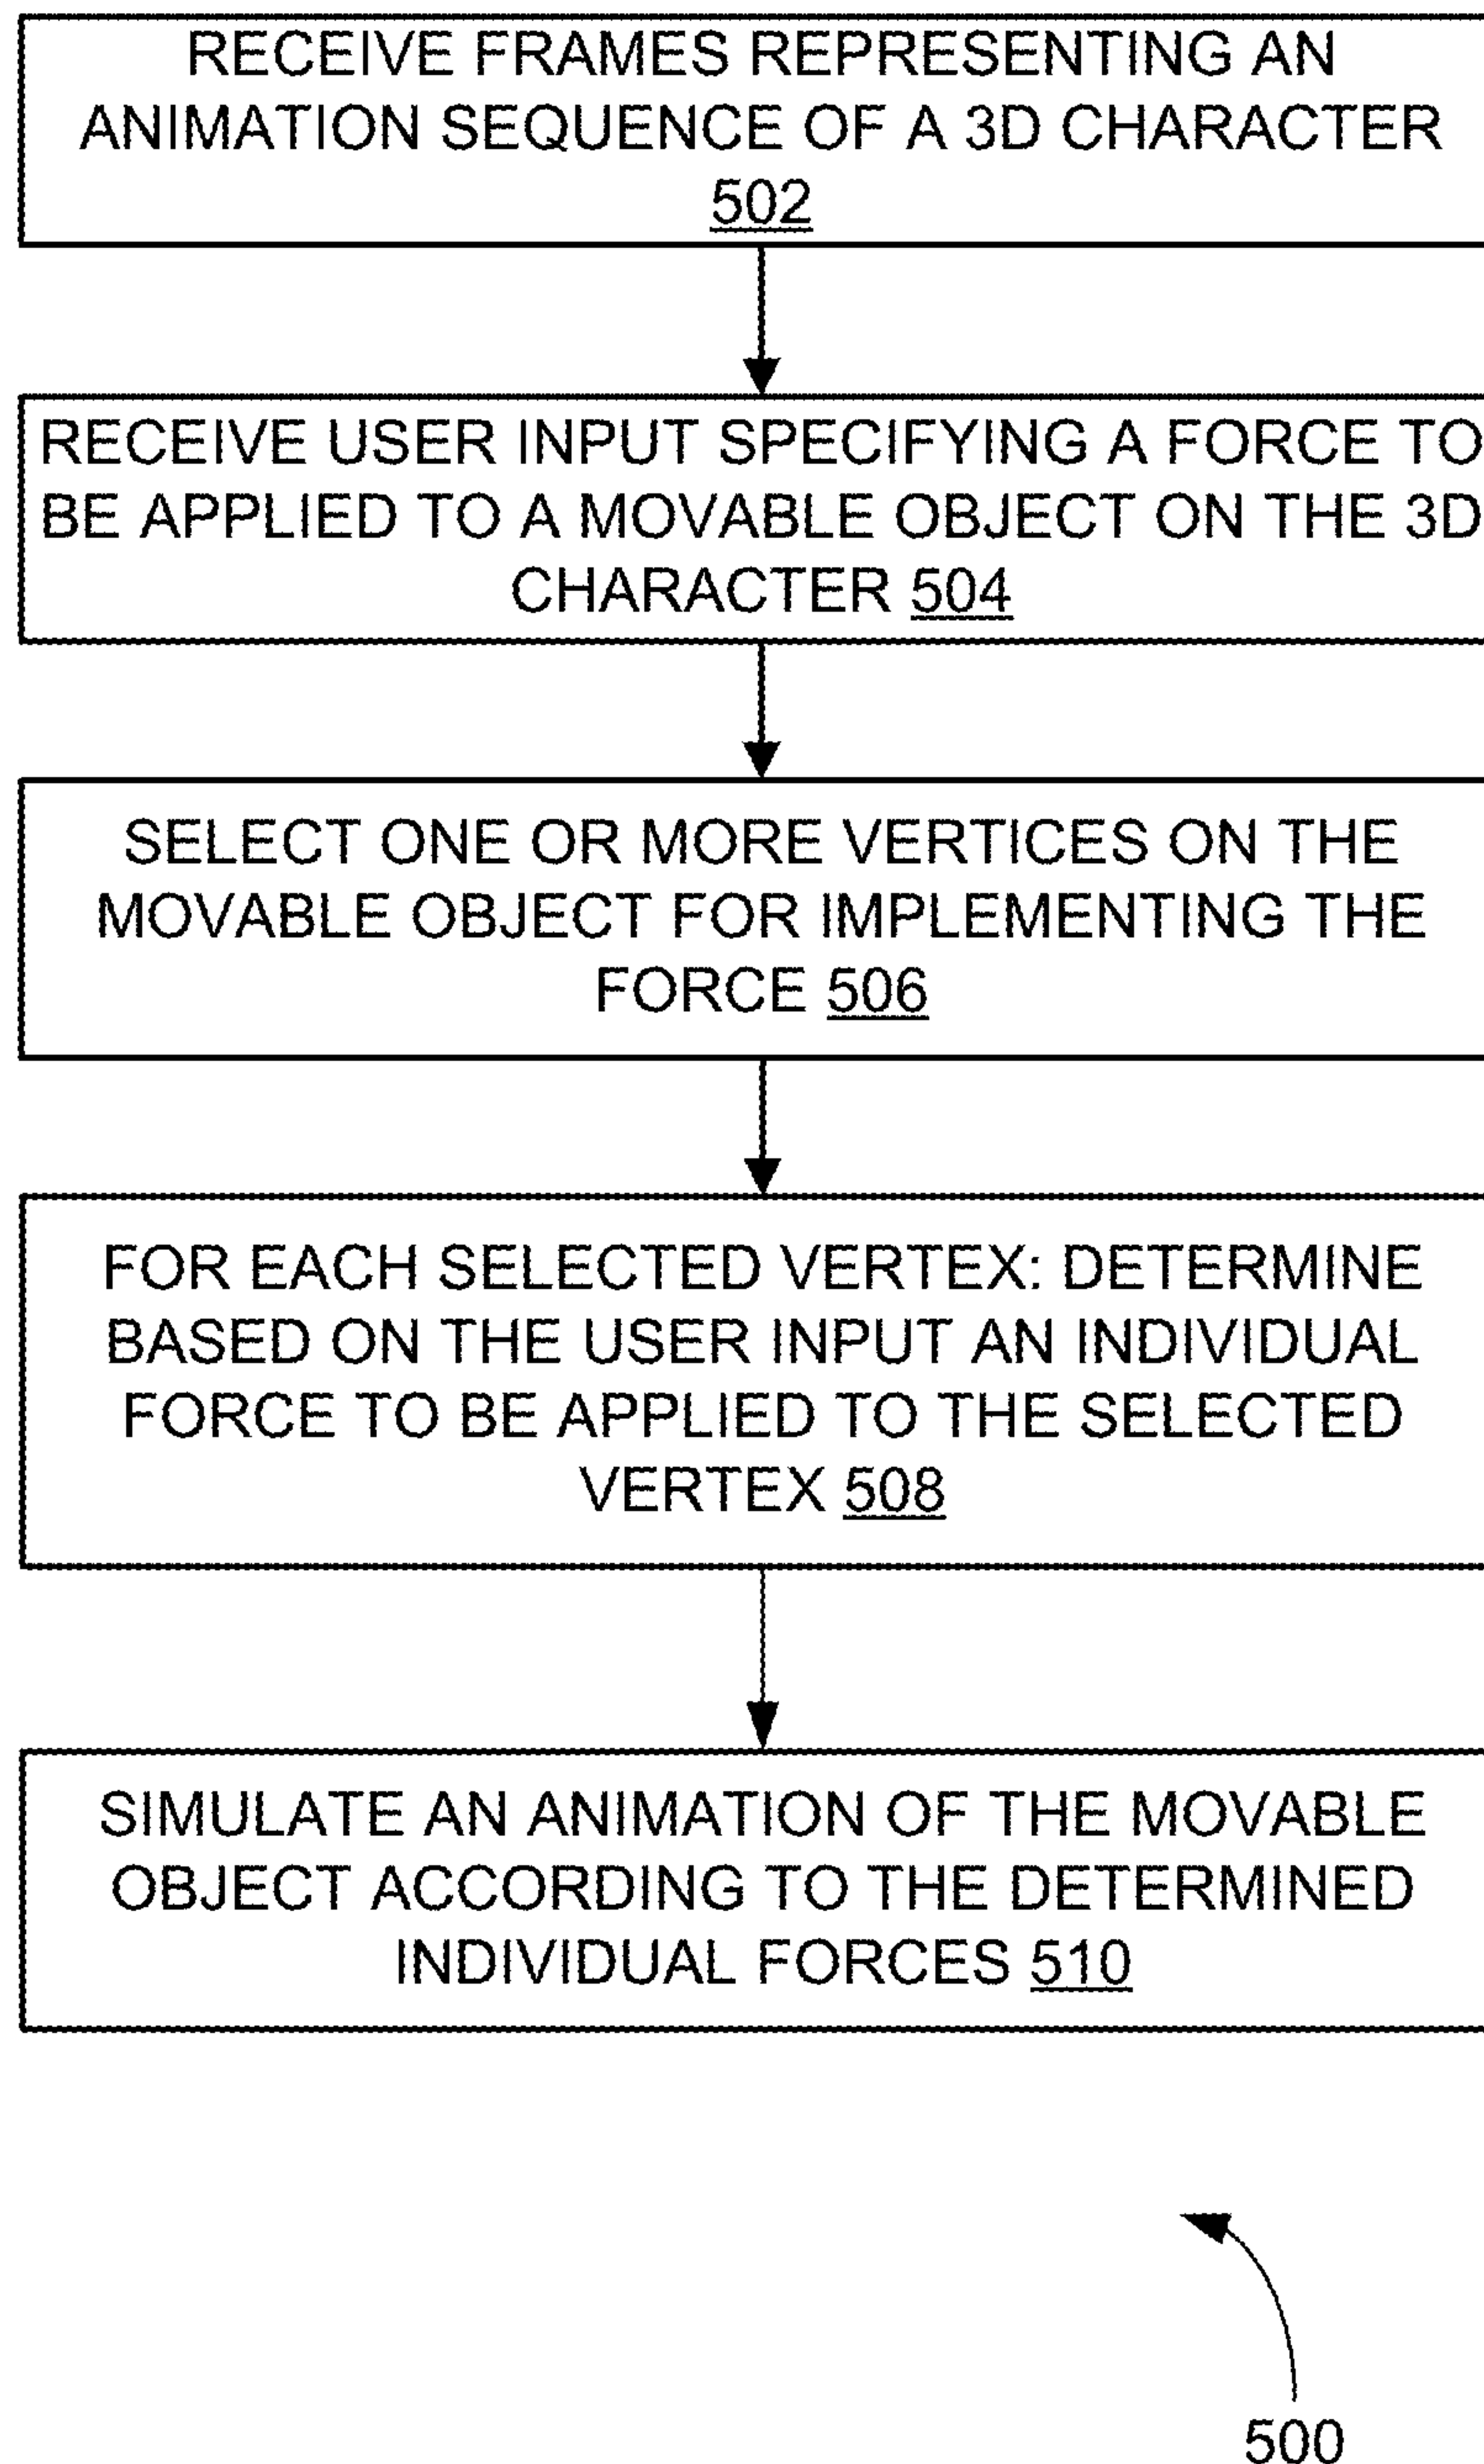 RECEIVE FRAMES REPRESENTING AN
ANIMATION SEQUENCE OF A 3D CHARACTER
502
RECEIVE USER INPUT SPECIFYING A FORCE TO
BE APPLIED TO A MOVABLE OBJECT ON THE 3D
CHARACTER 504
SELECT ONE OR MORE VERTICES ON THE
MOVABLE OBJECT FOR IMPLEMENTING THE
FORCE 506
FOR EACH SELECTED VERTEX: DETERMINE
BASED ON THE USER INPUT AN INDIVIDUAL
FORCE TO BE APPLIED TO THE SELECTED
VERTEX 508
SIMULATE AN ANIMATION OF THE MOVABLE
OBJECT ACCORDING TO THE DETERMINED
INDIVIDUAL FORCES 510
500